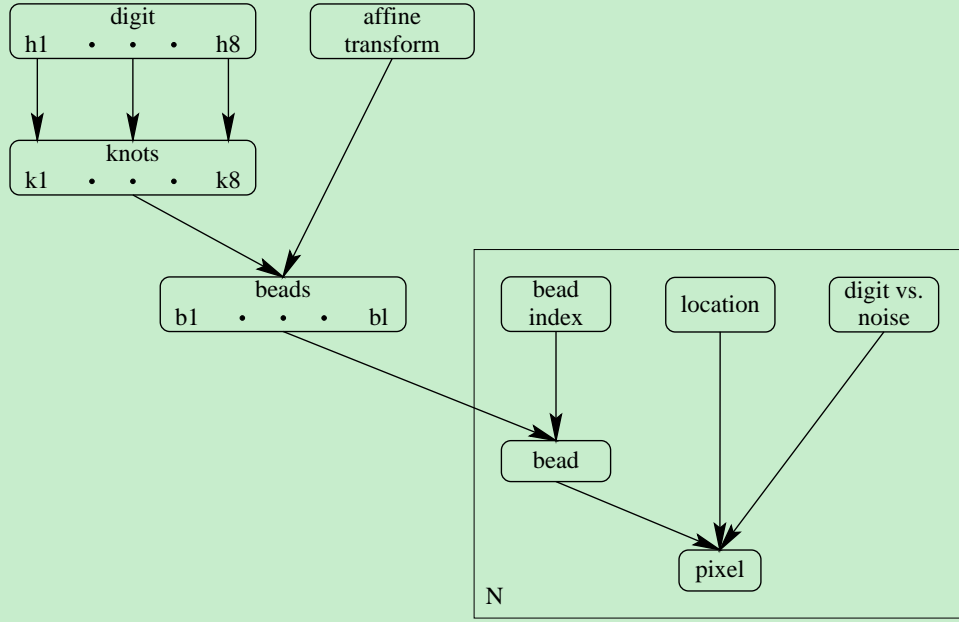 digit
h1 • • • h8
affine
transform
knots
k1 • • • k8
beads
b1 • • • bl
bead
index
location
digit vs.
noise
bead
pixel
N